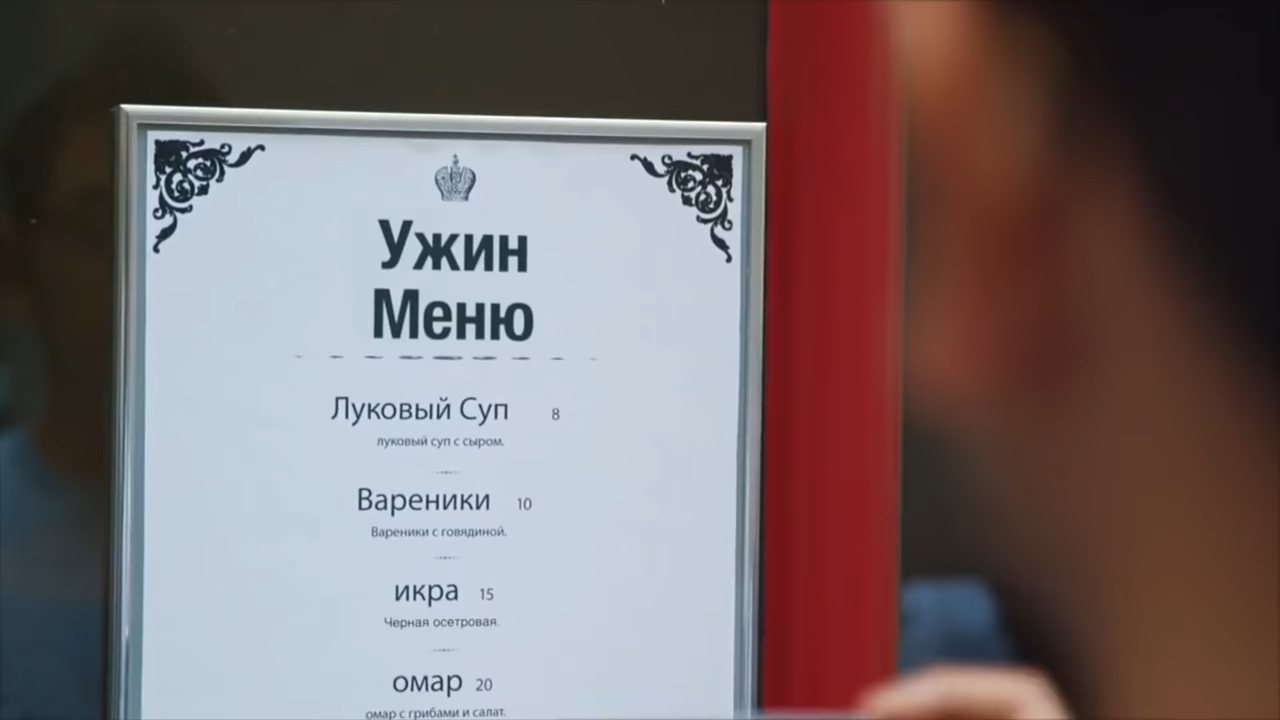 Ужин
Меню
Луковый Суп 8
луковый суп с сыром.
Вареники 10
Вареники с говядиной.
икра 15
Черная осетровая.
омар 20
омар с грибами и салат.